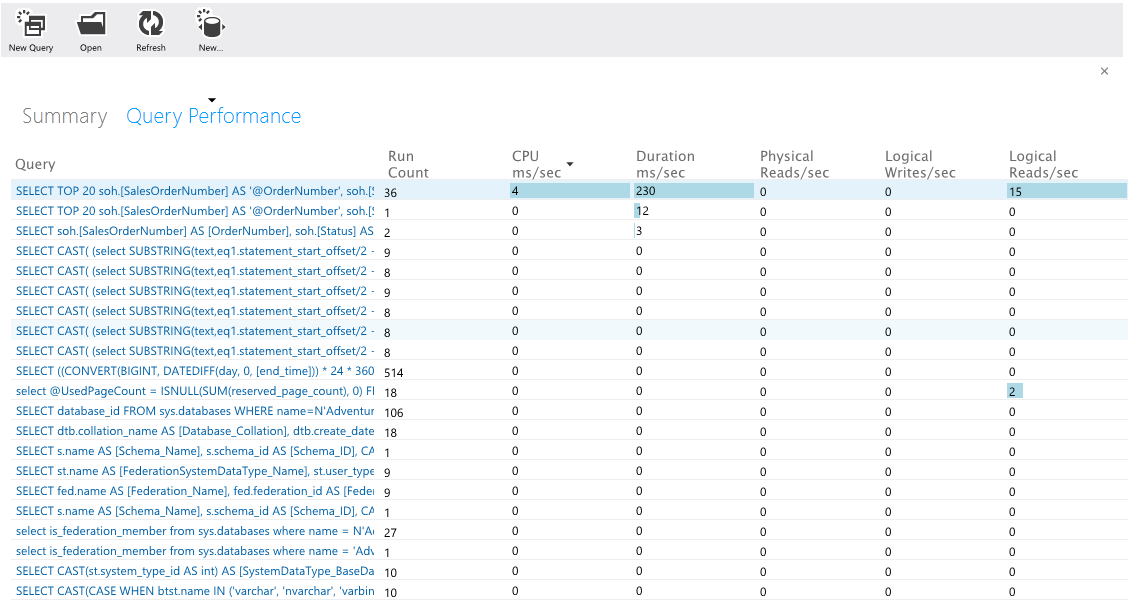 New Query Open Refresh New...
×
Summary Query Performance
Query Run Count CPU ms/sec Duration ms/sec Physical Reads/sec Logical Writes/sec Logical Reads/sec
SELECT TOP 20 soh.[SalesOrderNumber] AS '@OrderNumber', soh.[S 36 4 230 0 0 15
SELECT TOP 20 soh.[SalesOrderNumber] AS '@OrderNumber', soh.[S 1 0 12 0 0 0
SELECT soh.[SalesOrderNumber] AS [OrderNumber], soh.[Status] AS 2 0 3 0 0 0
SELECT CAST( (select SUBSTRING(text,eq1.statement_start_offset/2 - 9 0 0 0 0 0
SELECT CAST( (select SUBSTRING(text,eq1.statement_start_offset/2 - 8 0 0 0 0 0
SELECT CAST( (select SUBSTRING(text,eq1.statement_start_offset/2 - 9 0 0 0 0 0
SELECT CAST( (select SUBSTRING(text,eq1.statement_start_offset/2 - 8 0 0 0 0 0
SELECT CAST( (select SUBSTRING(text,eq1.statement_start_offset/2 - 8 0 0 0 0 0
SELECT CAST( (select SUBSTRING(text,eq1.statement_start_offset/2 - 8 0 0 0 0 0
SELECT ((CONVERT(BIGINT, DATEDIFF(day, 0, [end_time])) * 24 * 360 514 0 0 0 0 0
select @UsedPageCount = ISNULL(SUM(reserved_page_count), 0) FI 18 0 0 0 0 2
SELECT database_id FROM sys.databases WHERE name=N'Adventur 106 0 0 0 0 0
SELECT dtb.collation_name AS [Database_Collation], dtb.create_date 18 0 0 0 0 0
SELECT s.name AS [Schema_Name], s.schema_id AS [Schema_ID], CA 1 0 0 0 0 0
SELECT st.name AS [FederationSystemDataType_Name], st.user_type 9 0 0 0 0 0
SELECT fed.name AS [Federation_Name], fed.federation_id AS [Feder 9 0 0 0 0 0
SELECT s.name AS [Schema_Name], s.schema_id AS [Schema_ID], CA 1 0 0 0 0 0
select is_federation_member from sys.databases where name = N'A 27 0 0 0 0 0
select is_federation_member from sys.databases where name = 'Adv 1 0 0 0 0 0
SELECT CAST(st.system_type_id AS int) AS [SystemDataType_BaseDa 10 0 0 0 0 0
SELECT CAST(CASE WHEN btst.name IN ('varchar', 'nvarchar', 'varbin 10 0 0 0 0 0